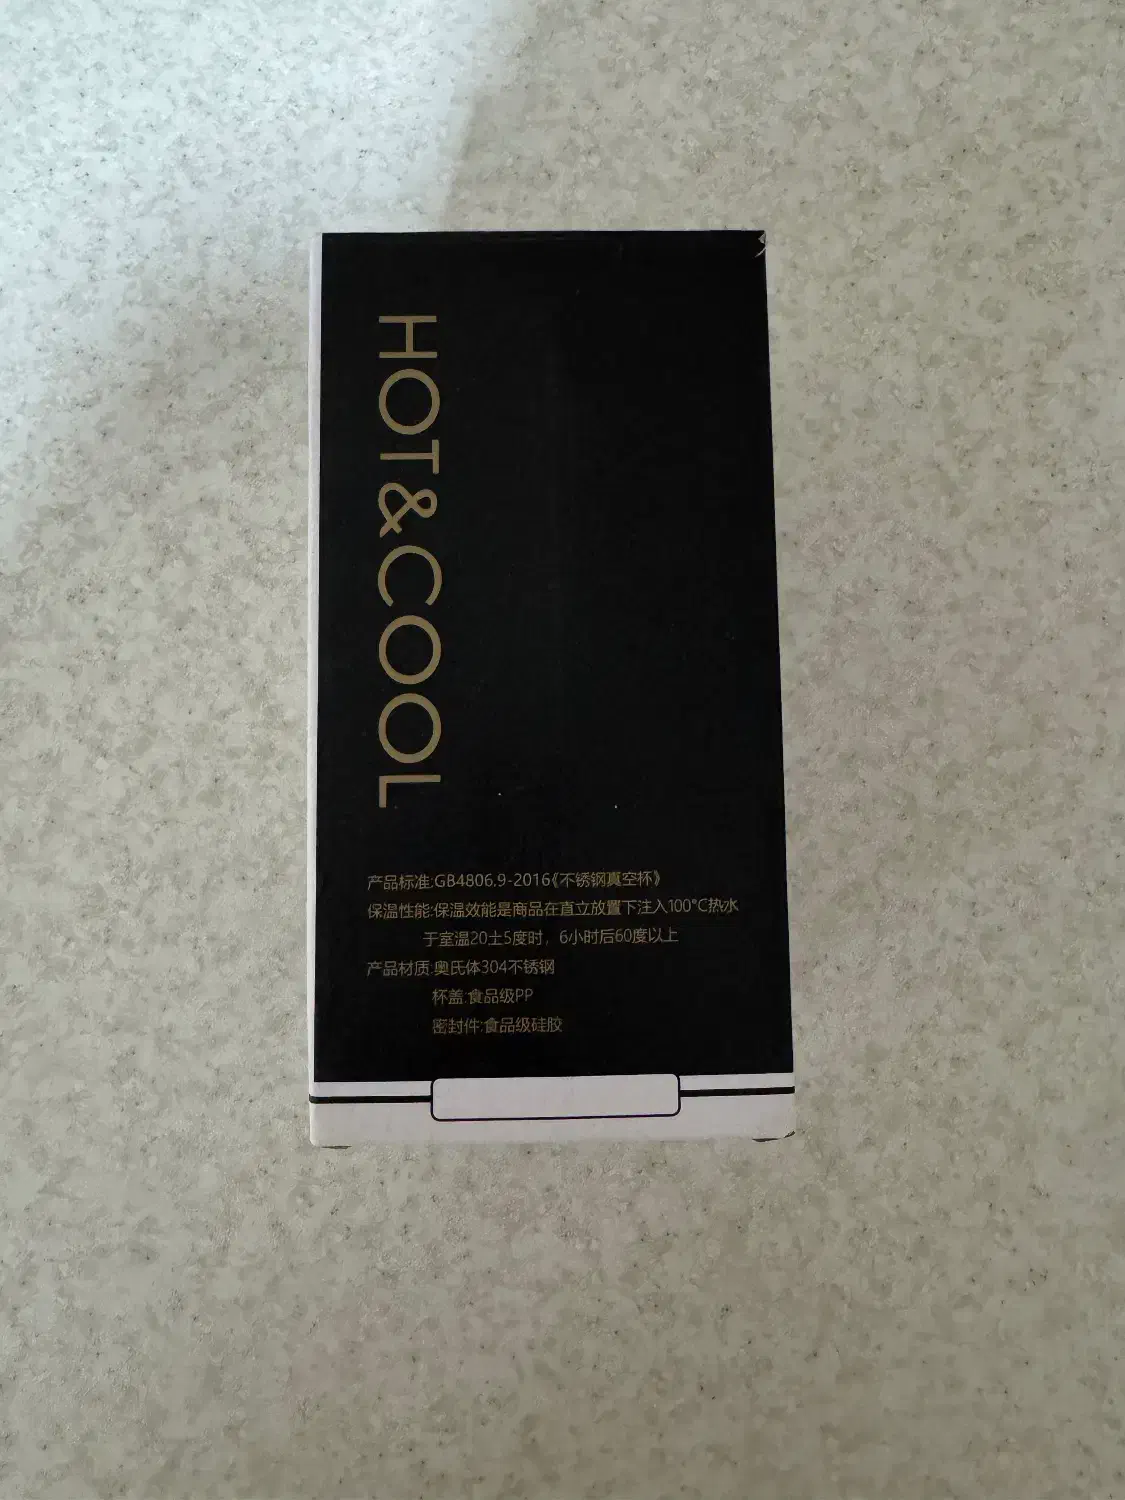 HOT&COOL
产品标准:GB4806.9-2016《不锈钢真空杯》
保温性能:保温效能是商品在直立放置下注入100°C热水
于室温20土5度时，6小时后60度以上
产品材质:奥氏体304不锈钢
杯盖:食品级PP
密封件:食品级硅胶